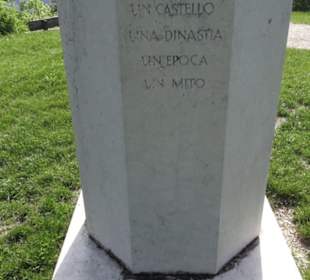 UN CASTELLO
UNA DINASTIA
UN EPOCA
UN MITO